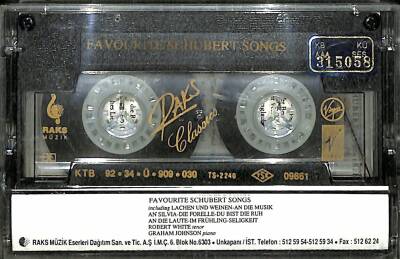 FAVOURITE SCHUBERT SONGS
KB KÜ
315058
RAKS
MÜZİK
RAKS
Classics
Virgin
KTB 92·34·Ü·909·030 TS-2240 TSE 09861
FAVOURITE SCHUBERT SONGS
including LACHEN UND WEINEN-AN DIE MUSIK
AN SILVIA-DIE FORELLE-DU BIST DIE RUH
AN DIE LAUTE-IM FRÜHLING-SELIGKEIT
ROBERT WHITE tenor
GRAHAM JOHNSON piano
RAKS MÜZİK Eserleri Dağıtım San. ve Tic. A.Ş İ.M.Ç. 6. Blok No.6303 • Unkapanı / İST. Telefon : 512 59 54-512 59 34 • Fax : 512 62 24